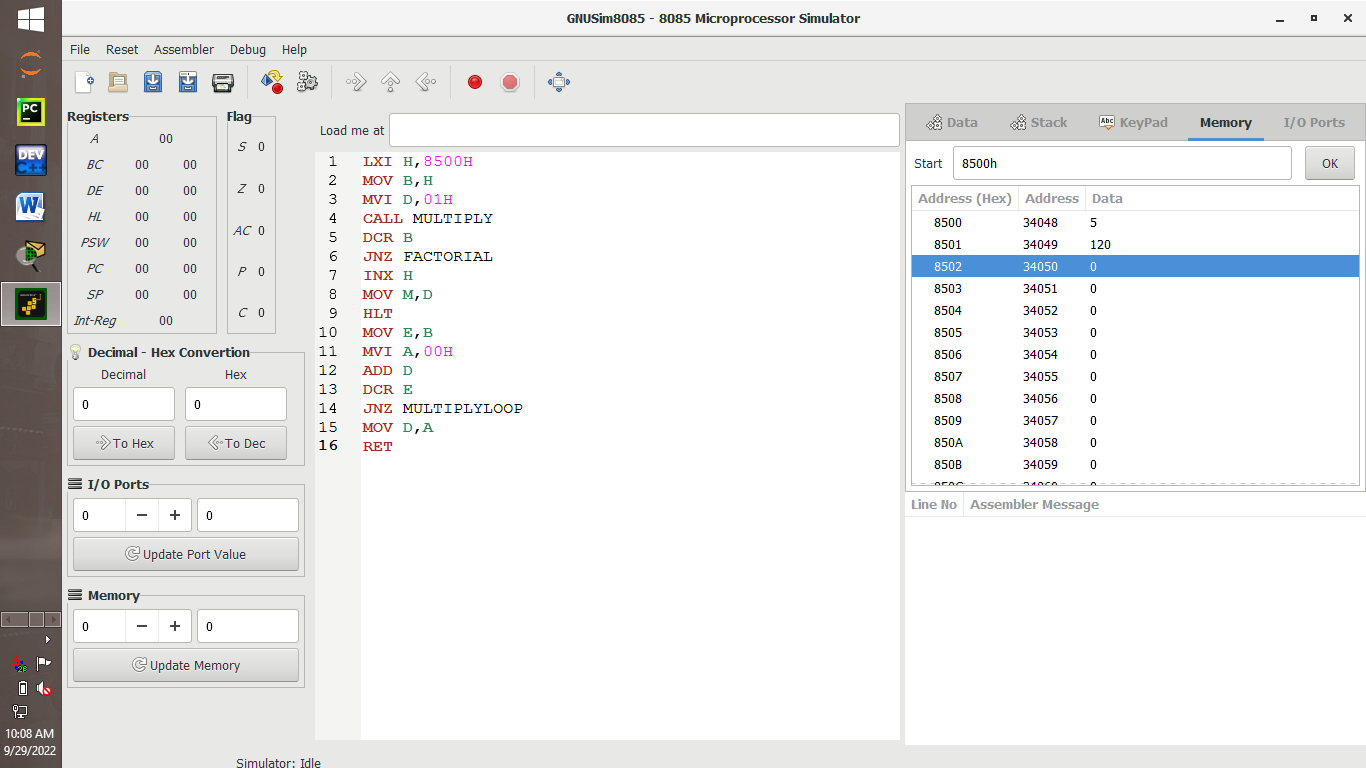 GNUSim8085 - 8085 Microprocessor Simulator
File Reset Assembler Debug Help
Registers
A 00
BC 00 00
DE 00 00
HL 00 00
PSW 00 00
PC 00 00
SP 00 00
Int-Reg 00
Flag
S 0
Z 0
AC 0
P 0
C 0
Decimal - Hex Convertion
Decimal Hex
0 0
To Hex To Dec
I/O Ports
0 − + 0
Update Port Value
Memory
0 − + 0
Update Memory
Load me at
1 LXI H,8500H
2 MOV B,H
3 MVI D,01H
4 CALL MULTIPLY
5 DCR B
6 JNZ FACTORIAL
7 INX H
8 MOV M,D
9 HLT
10 MOV E,B
11 MVI A,00H
12 ADD D
13 DCR E
14 JNZ MULTIPLYLOOP
15 MOV D,A
16 RET
Data Stack Abc KeyPad Memory I/O Ports
Start 8500h OK
Address (Hex) Address Data
8500 34048 5
8501 34049 120
8502 34050 0
8503 34051 0
8504 34052 0
8505 34053 0
8506 34054 0
8507 34055 0
8508 34056 0
8509 34057 0
850A 34058 0
850B 34059 0
850C 34060 0
Line No Assembler Message
Simulator: Idle
PC
DEV
C++
W
10:08 AM
9/29/2022